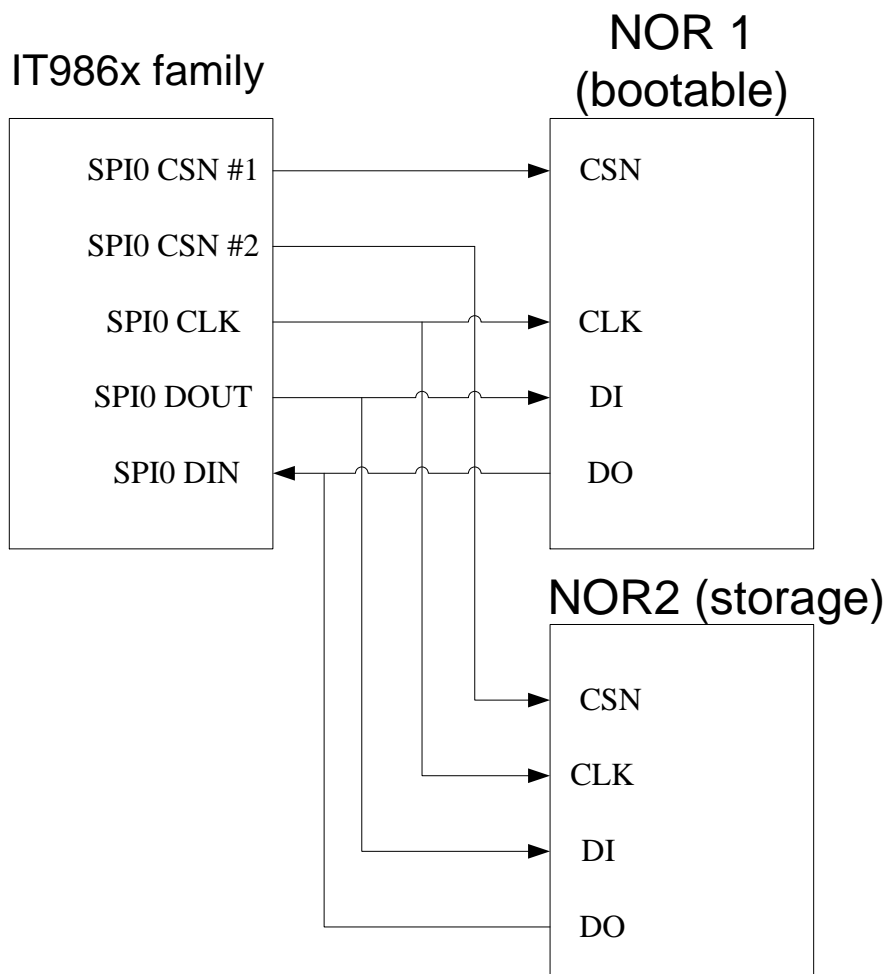 IT986x family
SPI0 CSN #1
SPI0 CSN #2
SPI0 CLK
SPI0 DOUT
SPI0 DIN
NOR 1
(bootable)
CSN
CLK
DI
DO
NOR2 (storage)
CSN
CLK
DI
DO